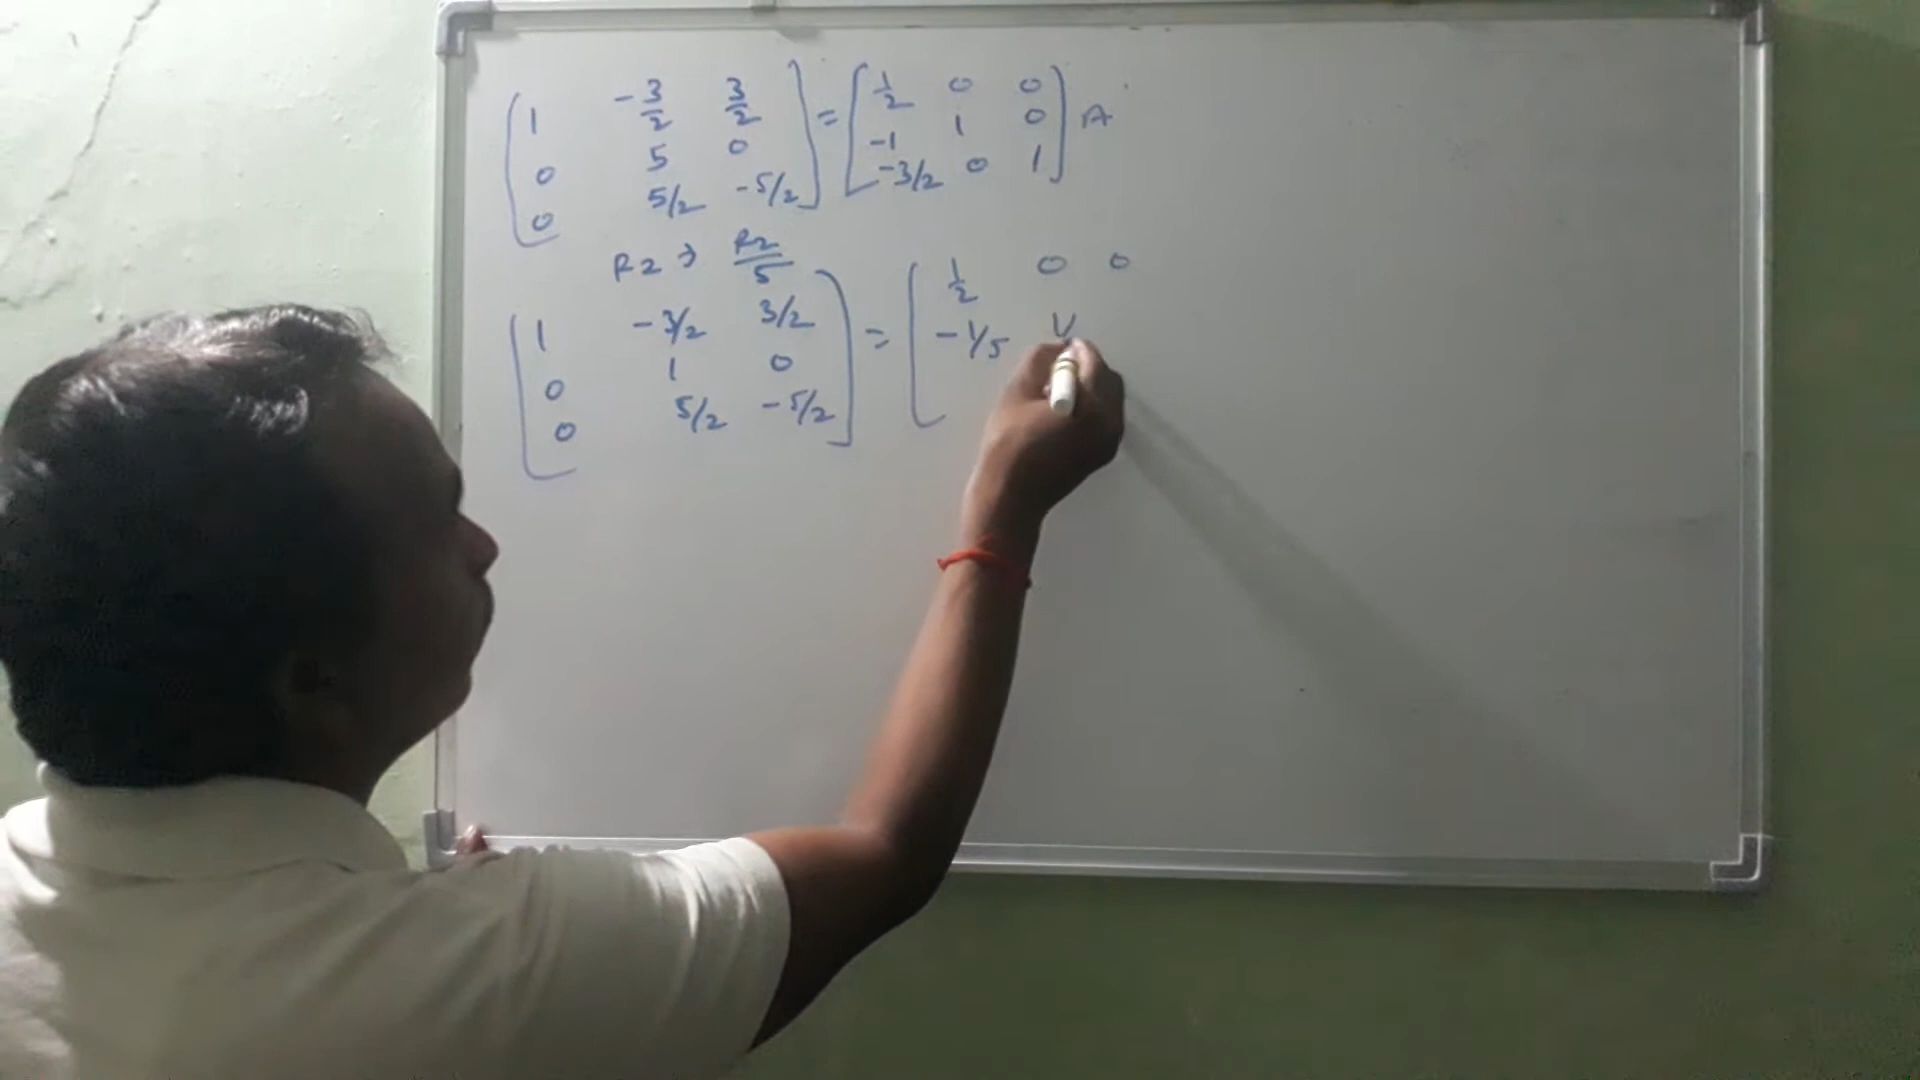 1 -3/2 3/2 = 1/2 0 0
0 5 0 -1 1 0 A
0 5/2 -5/2 -3/2 0 1
R2 → R2/5
1 -3/2 3/2 = 1/2 0 0
0 1 0 -1/5
0 5/2 -5/2